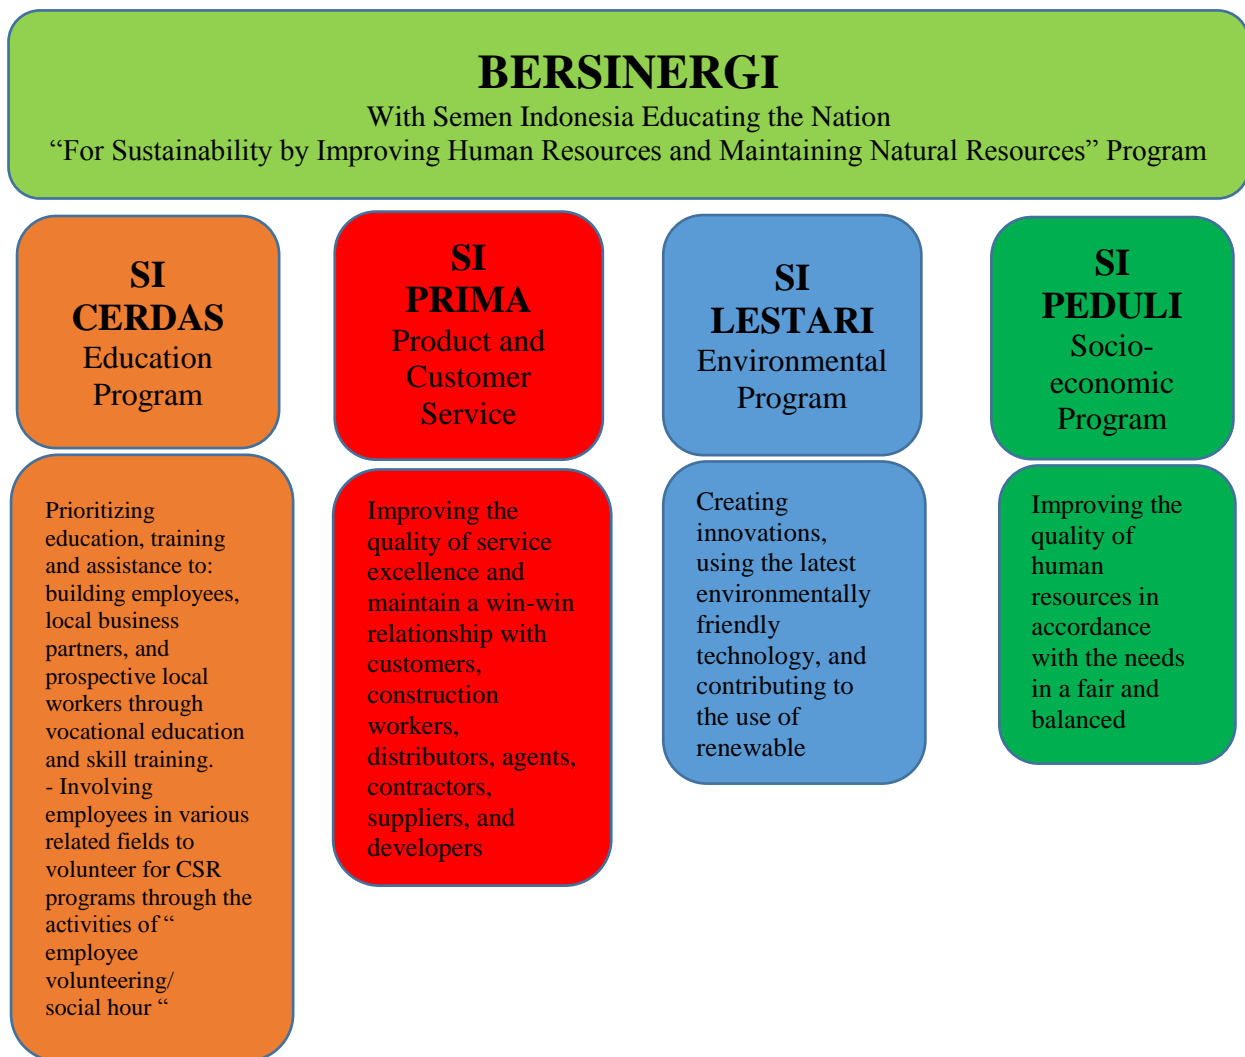 BERSINERGI
With Semen Indonesia Educating the Nation
“For Sustainability by Improving Human Resources and Maintaining Natural Resources” Program
SI
CERDAS
Education
Program
SI
PRIMA
Product and
Customer
Service
SI
LESTARI
Environmental
Program
SI
PEDULI
Socio-
economic
Program
Prioritizing
education, training
and assistance to:
building employees,
local business
partners, and
prospective local
workers through
vocational education
and skill training.
- Involving
employees in various
related fields to
volunteer for CSR
programs through the
activities of “
employee
volunteering/
social hour “
Improving the
quality of service
excellence and
maintain a win-win
relationship with
customers,
construction
workers,
distributors, agents,
contractors,
suppliers, and
developers
Creating
innovations,
using the latest
environmentally
friendly
technology, and
contributing to
the use of
renewable
Improving the
quality of
human
resources in
accordance
with the needs
in a fair and
balanced